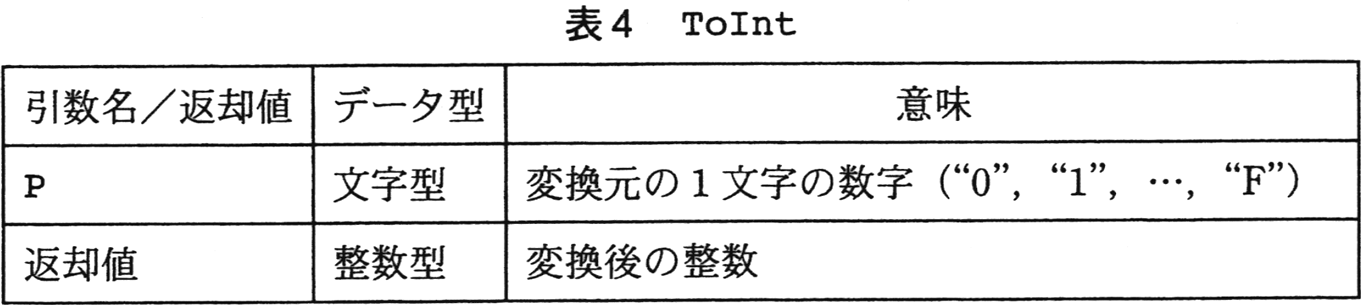 表4 ToInt
引数名／返却値 データ型 意味
P 文字型 変換元の1文字の数字（“0”，“1”，…，“F”）
返却値 整数型 変換後の整数